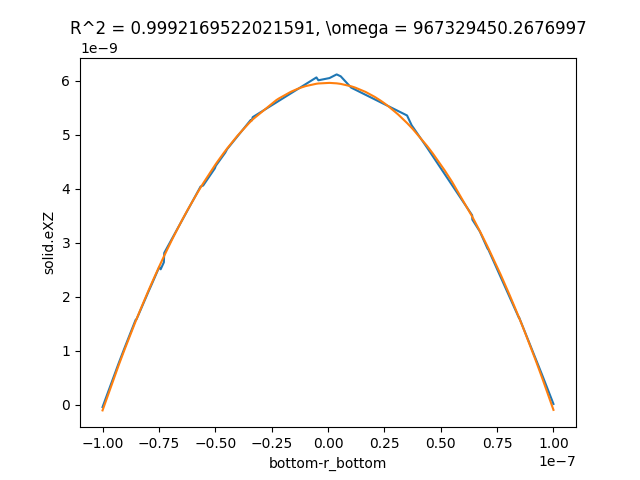 R^2 = 0.9992169522021591, \omega = 967329450.2676997
1e−9
6
5
4
3
2
1
0
solid.eXZ
−1.00 −0.75 −0.50 −0.25 0.00 0.25 0.50 0.75 1.00
bottom-r_bottom
1e−7